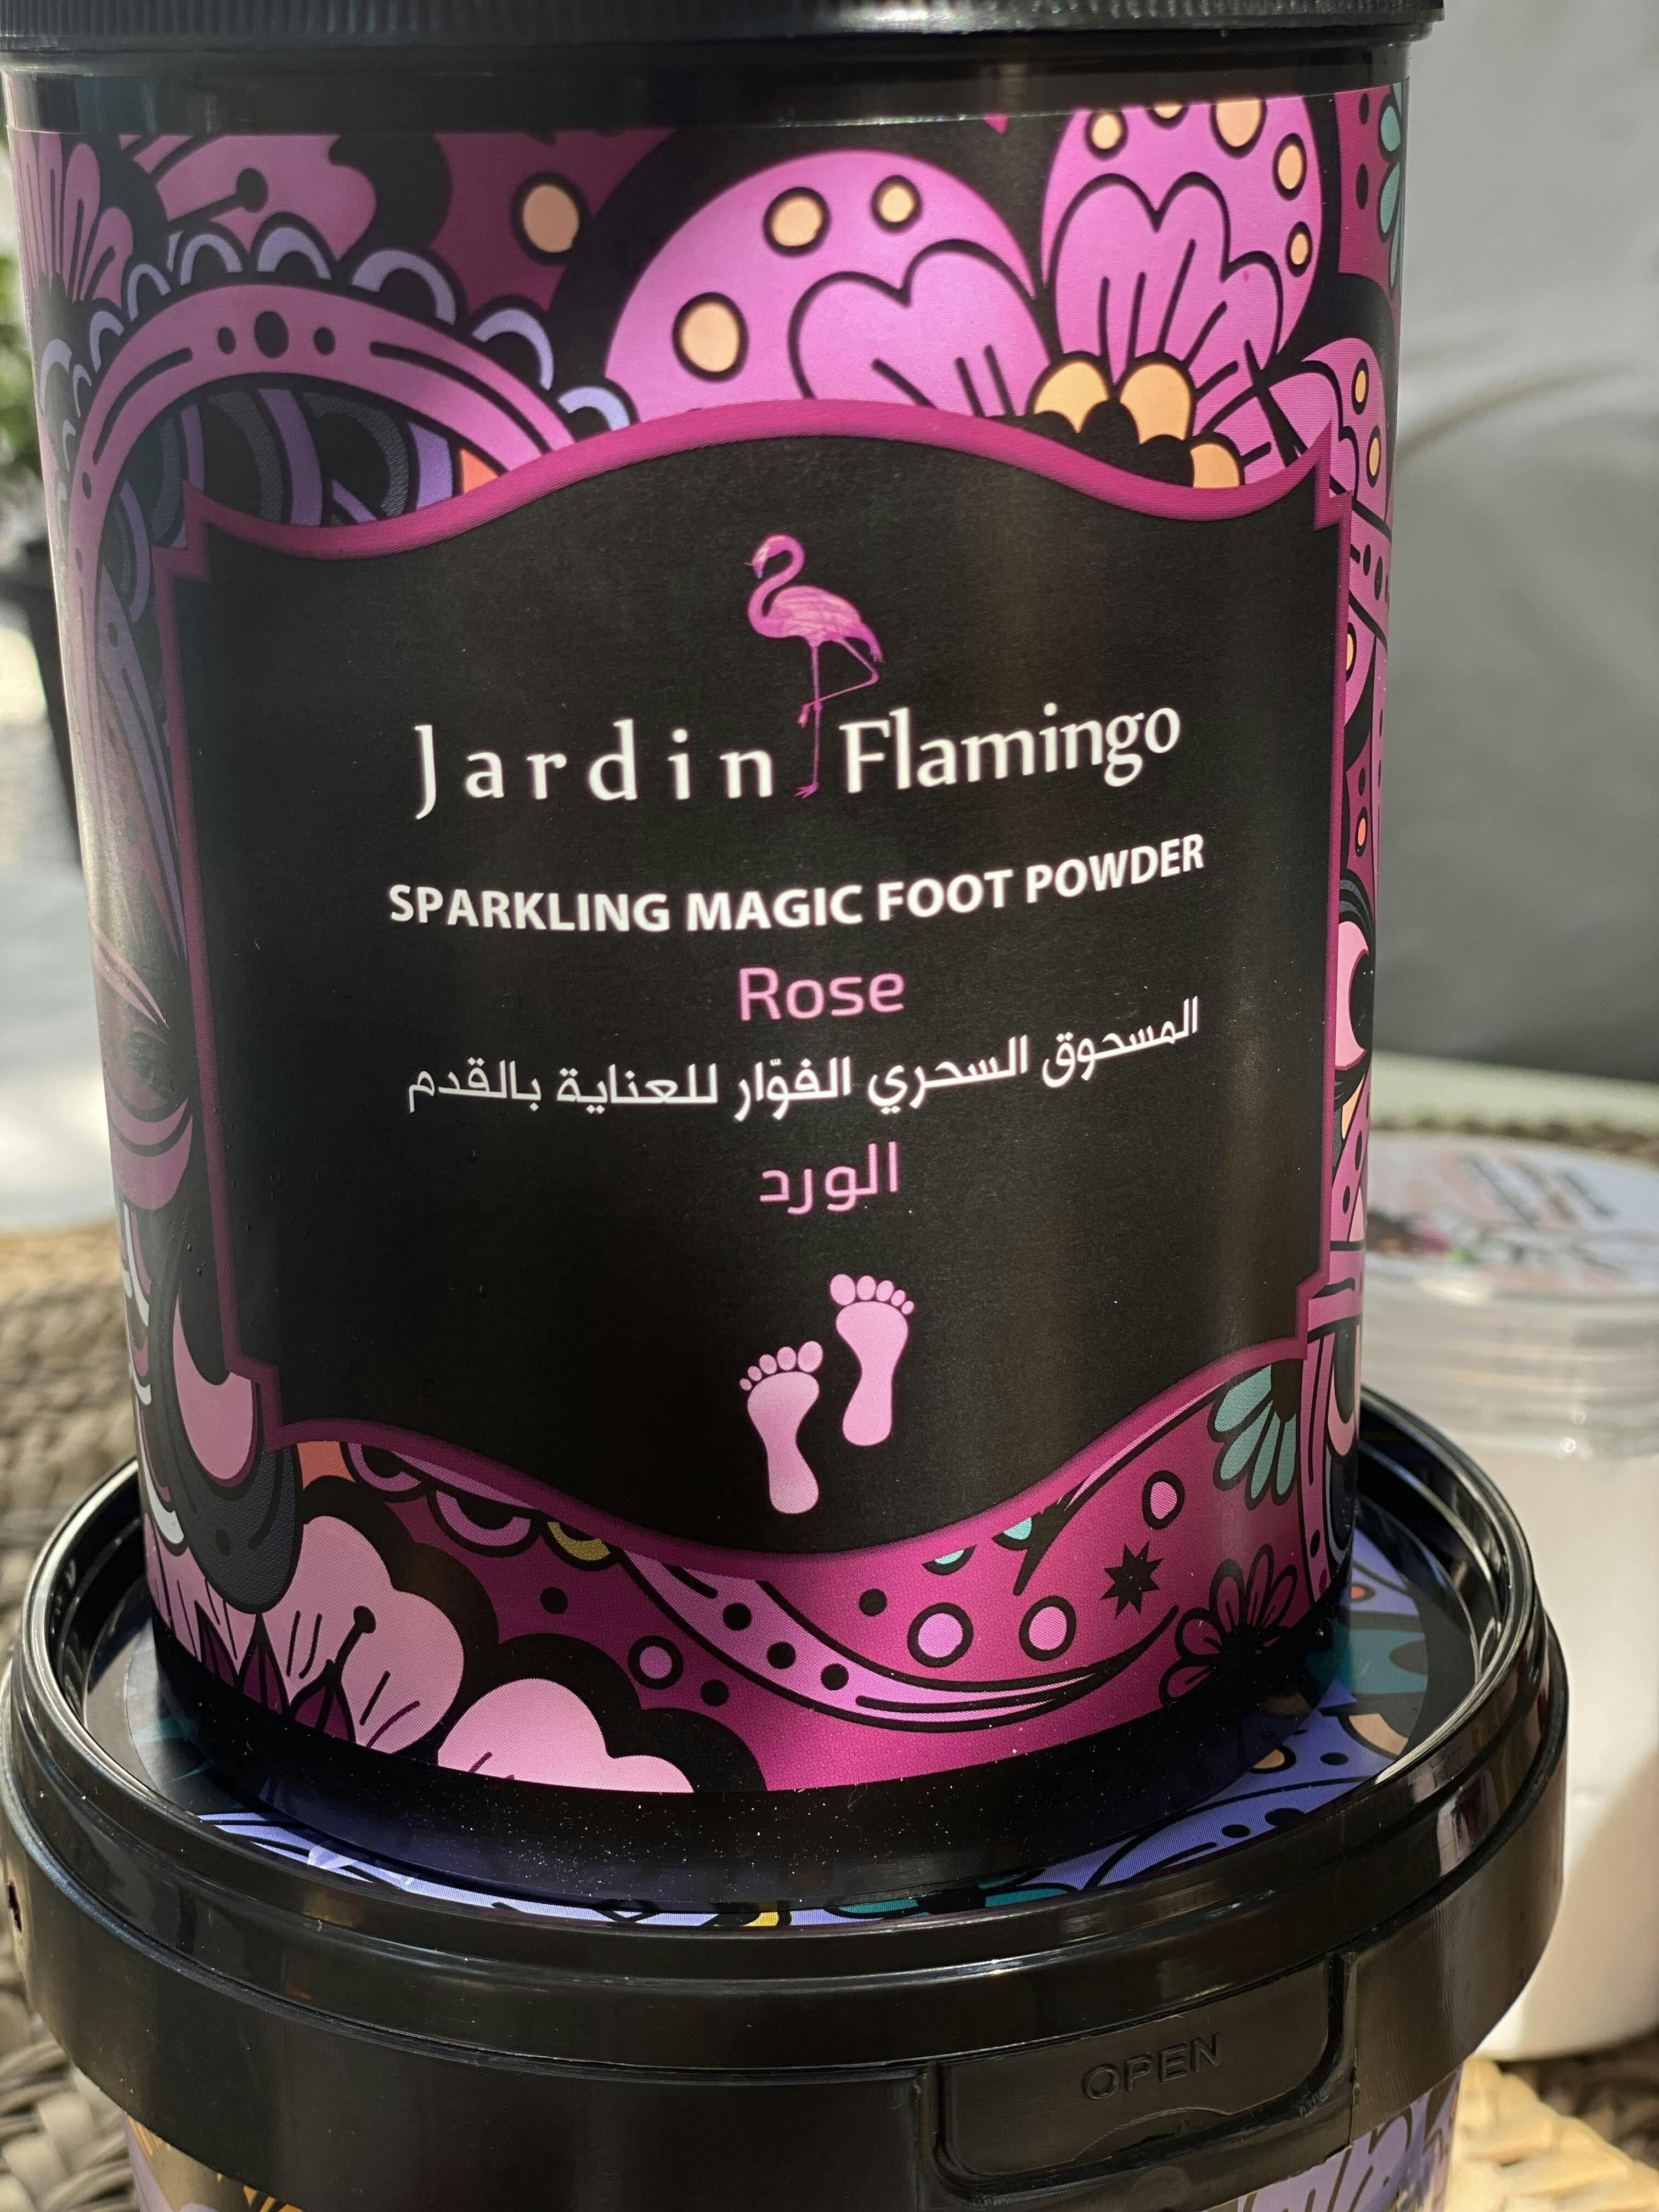 Jardin Flamingo
SPARKLING MAGIC FOOT POWDER
Rose
المسحوق السحري الفوّار للعناية بالقدم
الورد
OPEN